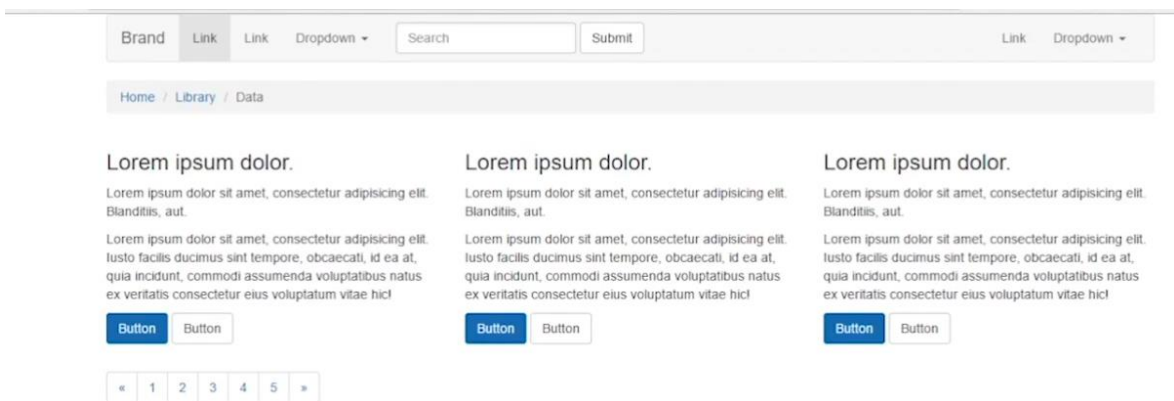 Brand Link Link Dropdown Search Submit Link Dropdown
Home / Library / Data
Lorem ipsum dolor.
Lorem ipsum dolor sit amet, consectetur adipisicing elit.
Blanditiis, aut.
Lorem ipsum dolor sit amet, consectetur adipisicing elit.
Iusto facilis ducimus sint tempore, obcaecati, id ea at,
quia incidunt, commodi assumenda voluptatibus natus
ex veritatis consectetur eius voluptatum vitae hic!
Button Button
Lorem ipsum dolor.
Lorem ipsum dolor sit amet, consectetur adipisicing elit.
Blanditiis, aut.
Lorem ipsum dolor sit amet, consectetur adipisicing elit.
Iusto facilis ducimus sint tempore, obcaecati, id ea at,
quia incidunt, commodi assumenda voluptatibus natus
ex veritatis consectetur eius voluptatum vitae hic!
Button Button
Lorem ipsum dolor.
Lorem ipsum dolor sit amet, consectetur adipisicing elit.
Blanditiis, aut.
Lorem ipsum dolor sit amet, consectetur adipisicing elit.
Iusto facilis ducimus sint tempore, obcaecati, id ea at,
quia incidunt, commodi assumenda voluptatibus natus
ex veritatis consectetur eius voluptatum vitae hic!
Button Button
« 1 2 3 4 5 »